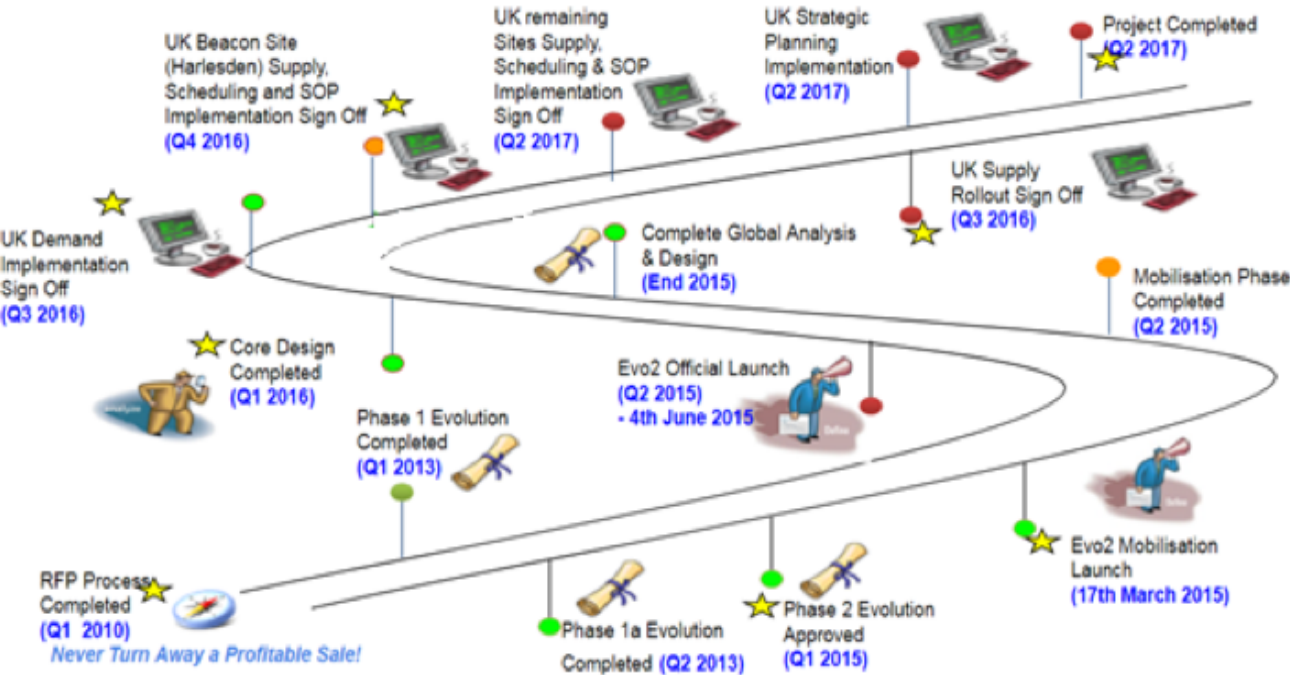 UK Beacon Site
(Harlesden) Supply,
Scheduling and SOP
Implementation Sign Off
(Q4 2016)
UK remaining
Sites Supply,
Scheduling & SOP
Implementation
Sign Off
(Q2 2017)
UK Strategic
Planning
Implementation
(Q2 2017)
Project Completed
(Q2 2017)
UK Supply
Rollout Sign Off
(Q3 2016)
UK Demand
Implementation
Sign Off
(Q3 2016)
Complete Global Analysis
& Design
(End 2015)
Mobilisation Phase
Completed
(Q2 2015)
Core Design
Completed
(Q1 2016)
Analyze
Evo2 Official Launch
(Q2 2015)
- 4th June 2015
Define
Phase 1 Evolution
Completed
(Q1 2013)
Define
Evo2 Mobilisation
Launch
(17th March 2015)
RFP Process
Completed
(Q1 2010)
Never Turn Away a Profitable Sale!
Phase 1a Evolution
Completed (Q2 2013)
Phase 2 Evolution
Approved
(Q1 2015)